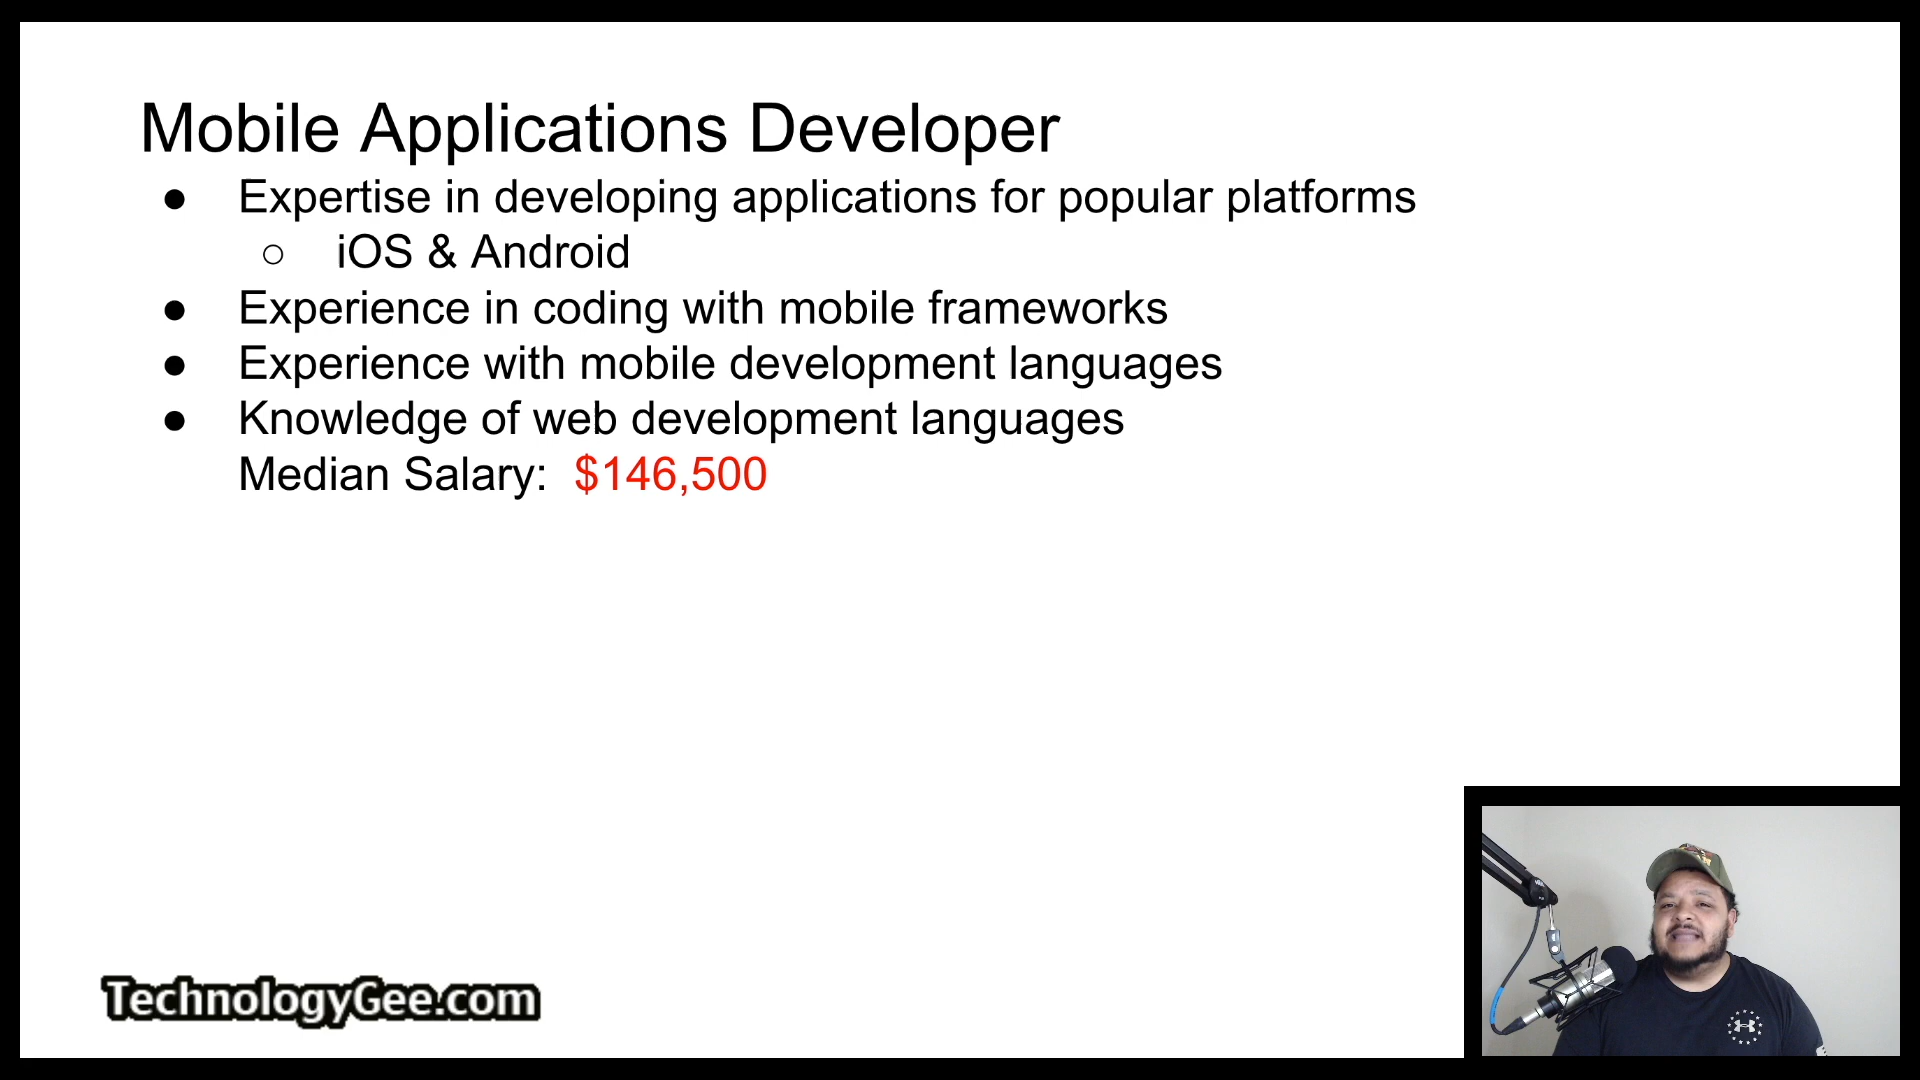 Mobile Applications Developer
● Expertise in developing applications for popular platforms
○ iOS & Android
● Experience in coding with mobile frameworks
● Experience with mobile development languages
● Knowledge of web development languages
Median Salary: $146,500
TechnologyGee.com